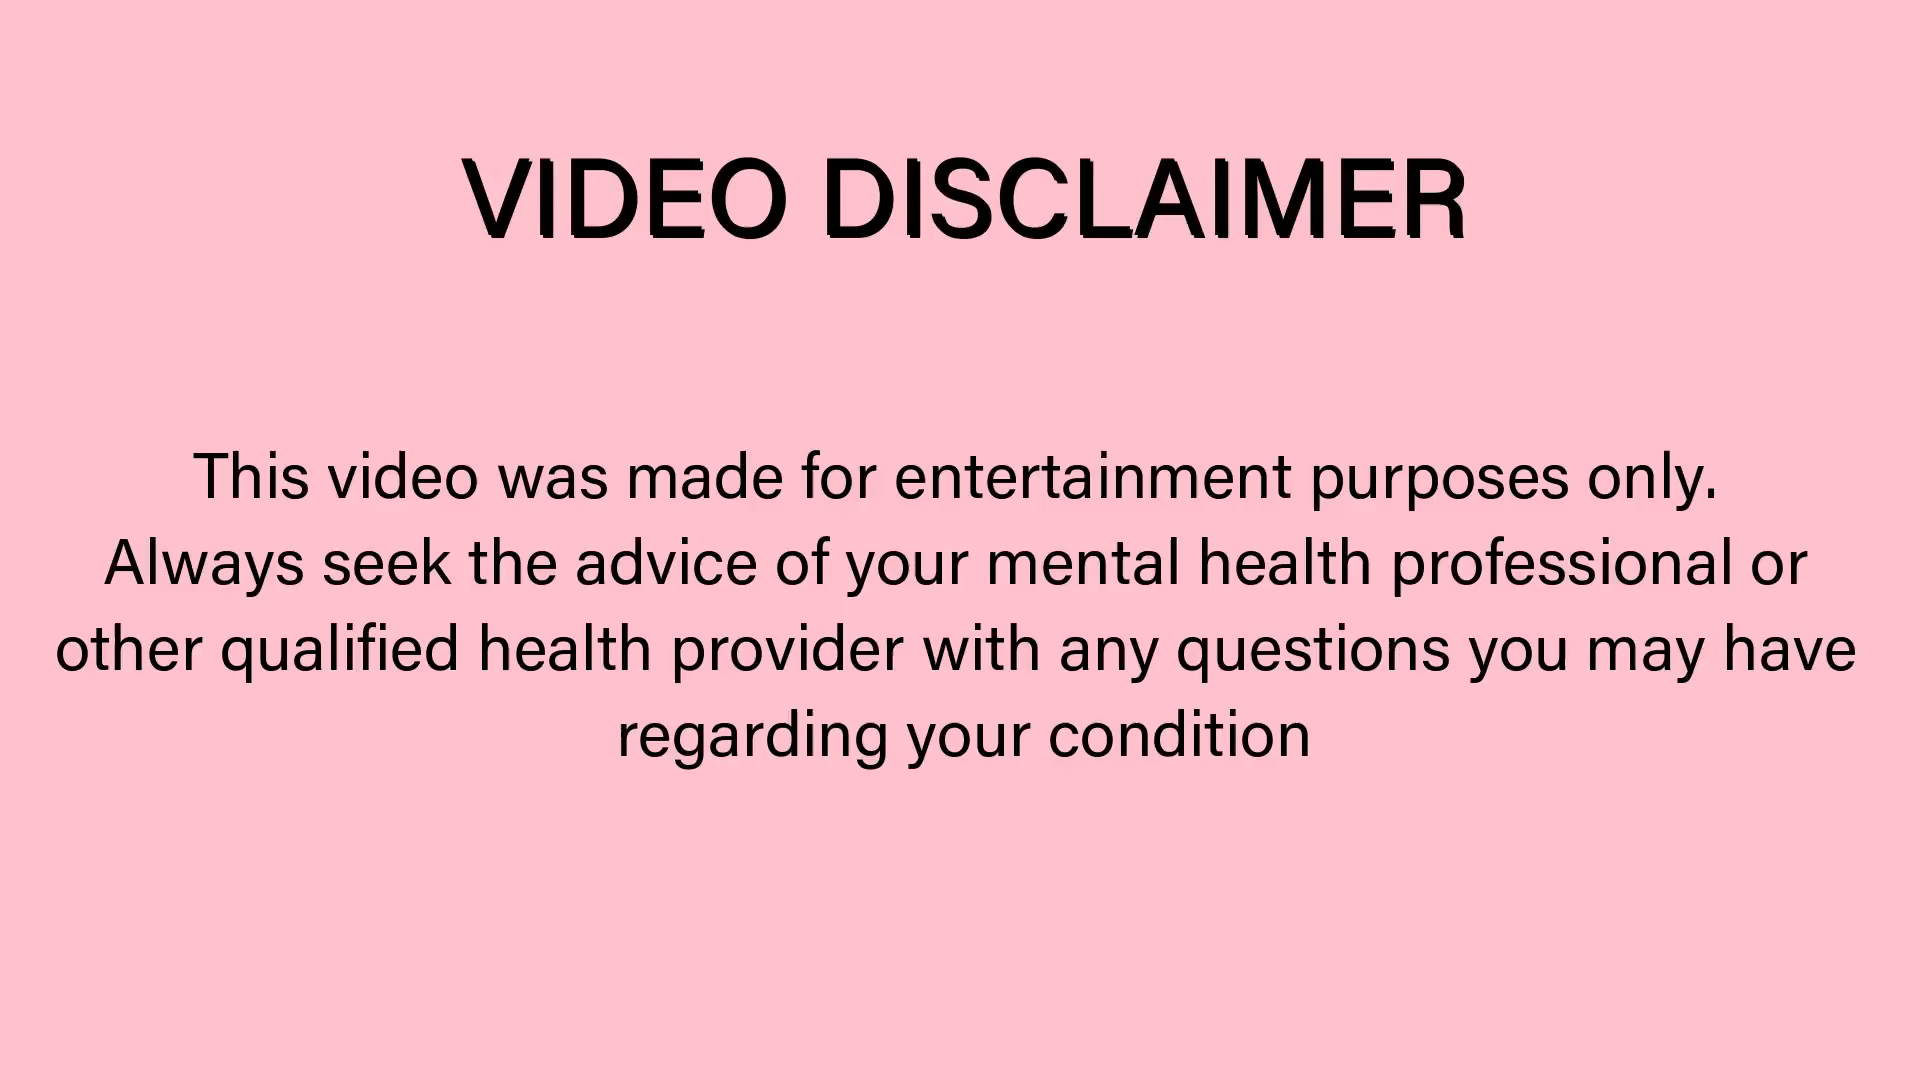 VIDEO DISCLAIMER
This video was made for entertainment purposes only.
Always seek the advice of your mental health professional or
other qualified health provider with any questions you may have
regarding your condition